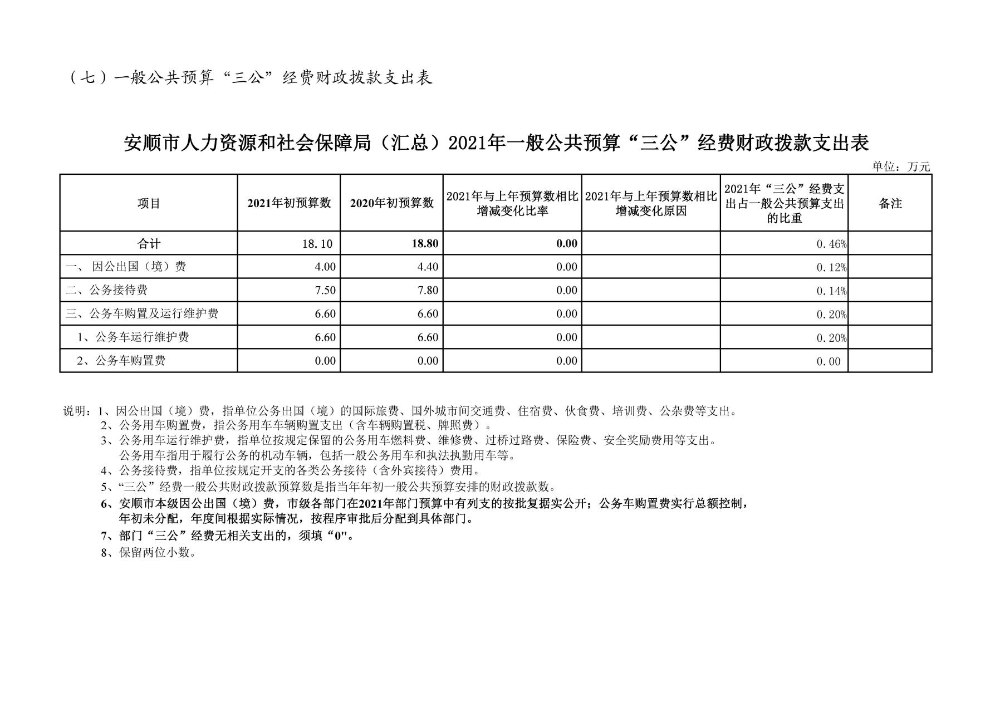 （七）一般公共预算“三公”经费财政拨款支出表
安顺市人力资源和社会保障局（汇总）2021年一般公共预算“三公”经费财政拨款支出表
单位：万元
项目 2021年初预算数 2020年初预算数 2021年与上年预算数相比增减变化比率 2021年与上年预算数相比增减变化原因 2021年“三公”经费支出占一般公共预算支出的比重 备注
合计 18.10 18.80 0.00 0.46%
一、 因公出国（境）费 4.00 4.40 0.00 0.12%
二、公务接待费 7.50 7.80 0.00 0.14%
三、公务车购置及运行维护费 6.60 6.60 0.00 0.20%
1、公务车运行维护费 6.60 6.60 0.00 0.20%
2、公务车购置费 0.00 0.00 0.00 0.00
说明：1、因公出国（境）费，指单位公务出国（境）的国际旅费、国外城市间交通费、住宿费、伙食费、培训费、公杂费等支出。
2、公务用车购置费，指公务用车车辆购置支出（含车辆购置税、牌照费）。
3、公务用车运行维护费，指单位按规定保留的公务用车燃料费、维修费、过桥过路费、保险费、安全奖励费用等支出。
公务用车指用于履行公务的机动车辆，包括一般公务用车和执法执勤用车等。
4、公务接待费，指单位按规定开支的各类公务接待（含外宾接待）费用。
5、“三公”经费一般公共财政拨款预算数是指当年年初一般公共预算安排的财政拨款数。
6、安顺市本级因公出国（境）费，市级各部门在2021年部门预算中有列支的按批复据实公开；公务车购置费实行总额控制，
年初未分配，年度间根据实际情况，按程序审批后分配到具体部门。
7、部门“三公”经费无相关支出的，须填“0"。
8、保留两位小数。